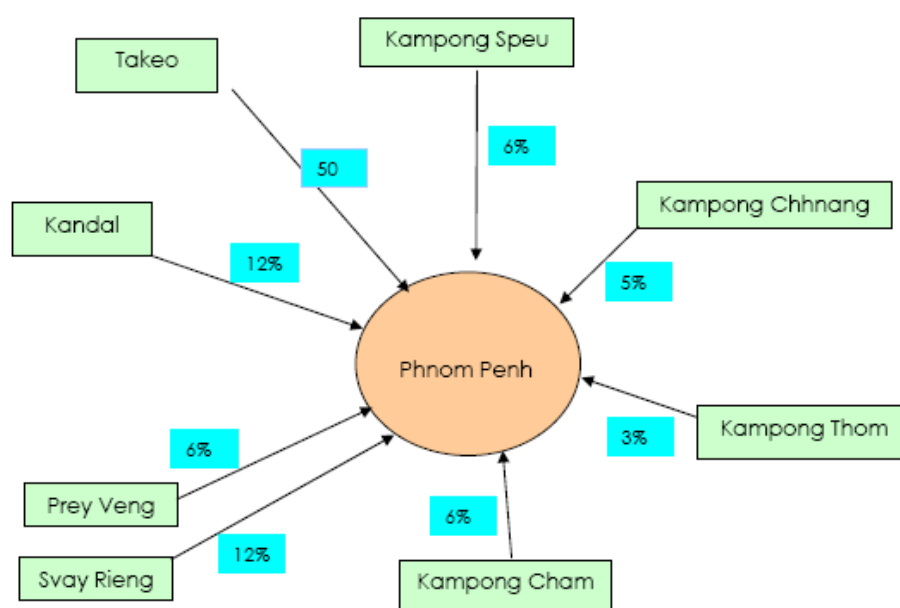 Kampong Speu
Takeo
6%
50
Kampong Chhnang
Kandal
12%
5%
Phnom Penh
Kampong Thom
3%
6%
Prey Veng
6%
12%
Svay Rieng
Kampong Cham